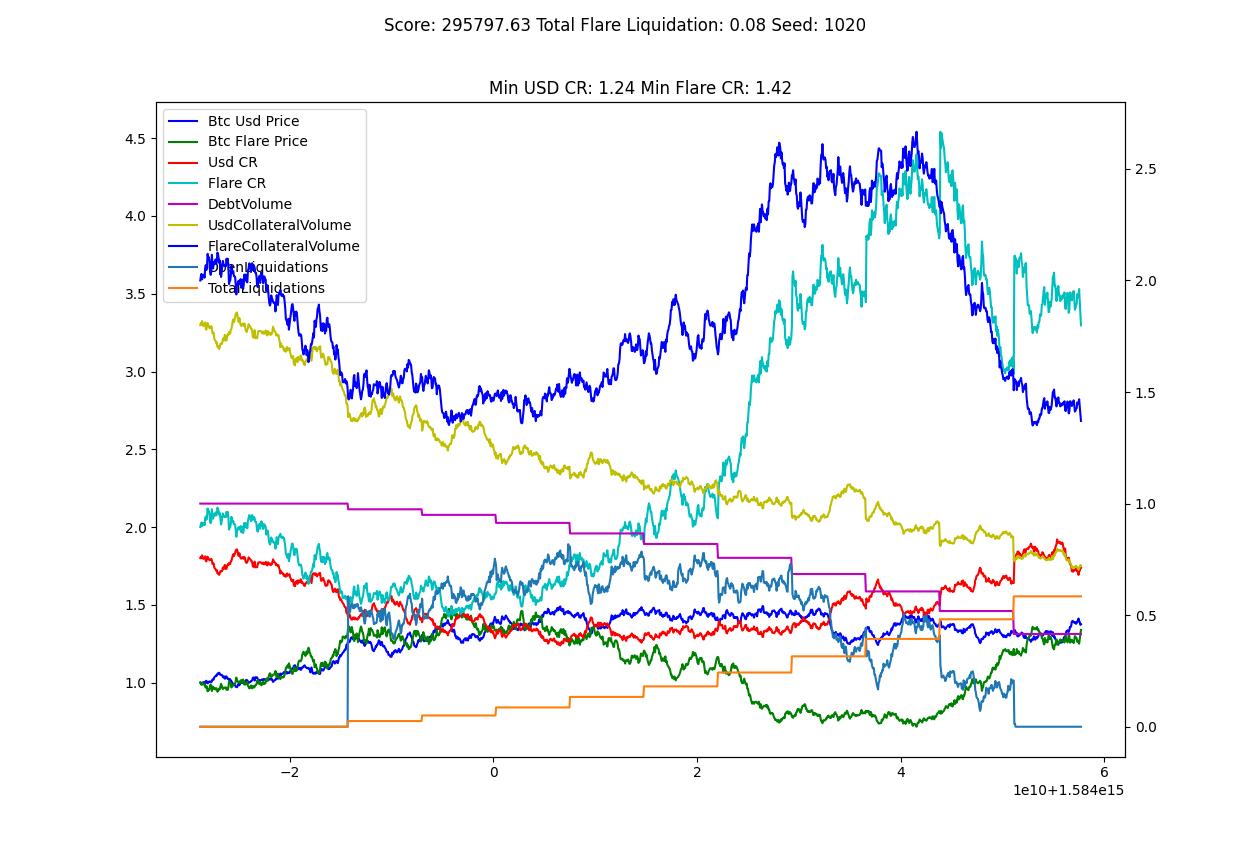 Score: 295797.63 Total Flare Liquidation: 0.08 Seed: 1020
Min USD CR: 1.24 Min Flare CR: 1.42
Btc Usd Price
Btc Flare Price
Usd CR
Flare CR
DebtVolume
UsdCollateralVolume
FlareCollateralVolume
OpenLiquidations
TotalLiquidations
4.5
4.0
3.5
3.0
2.5
2.0
1.5
1.0
2.5
2.0
1.5
1.0
0.5
0.0
−2 0 2 4 6
1e10+1.584e15